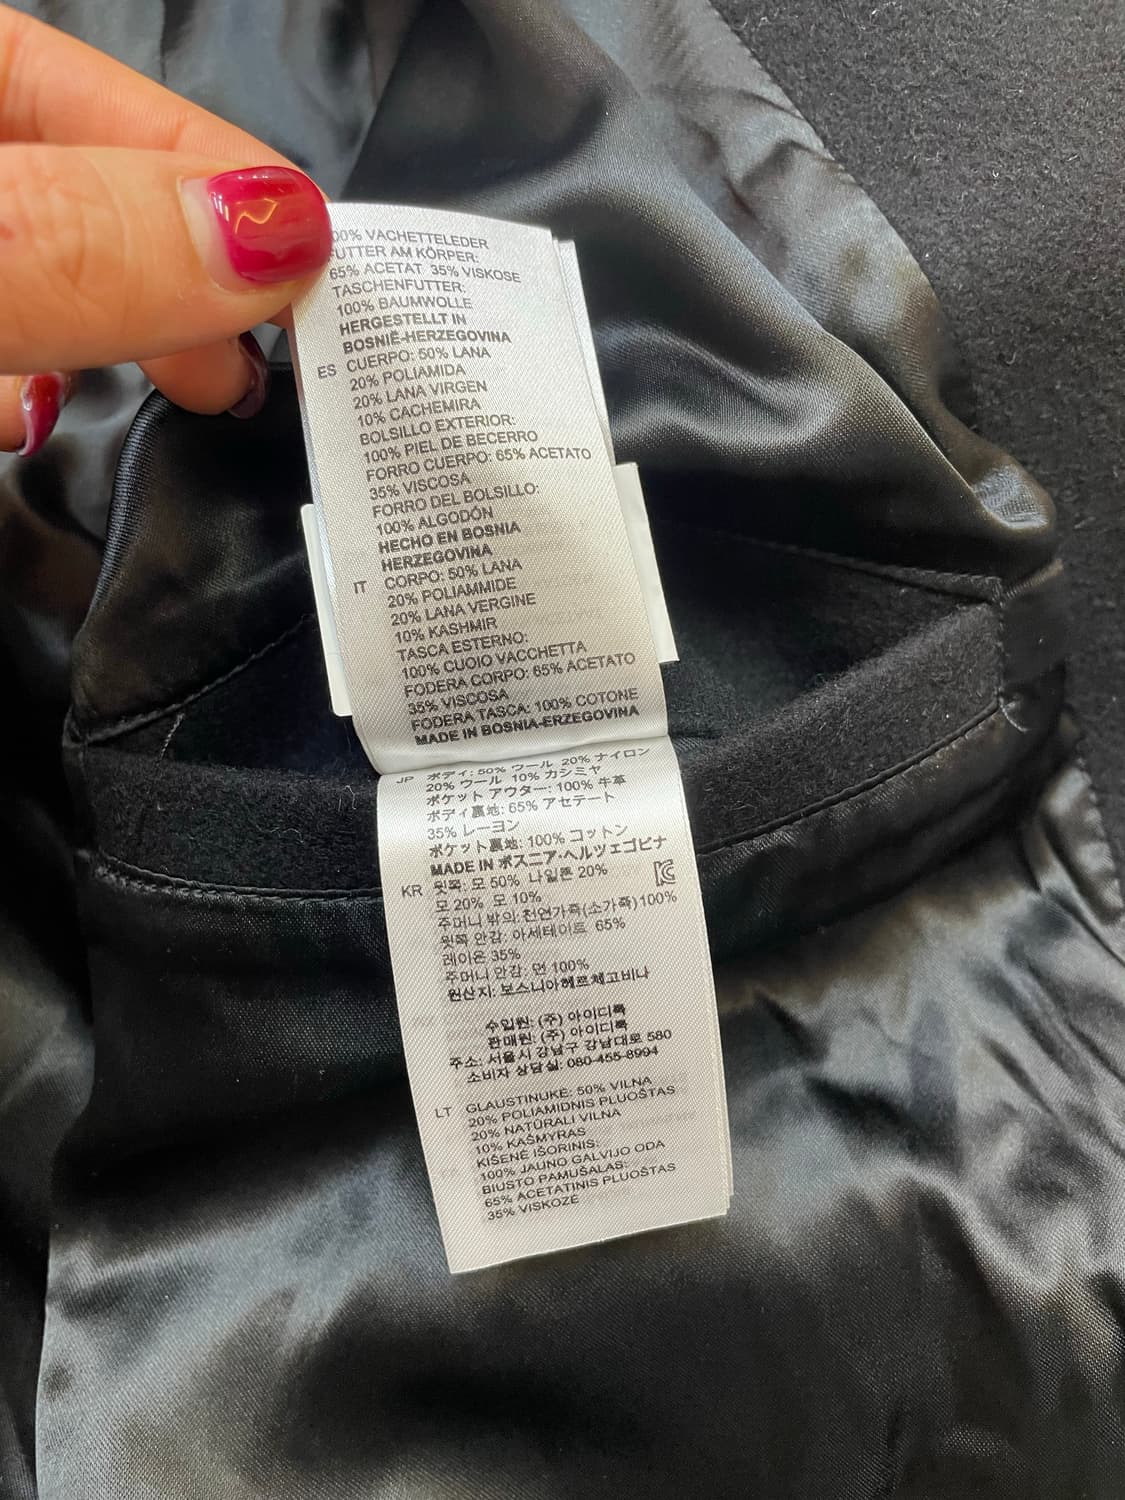 00% VACHETTELEDER
FUTTER AM KÖRPER:
65% ACETAT 35% VISKOSE
TASCHENFUTTER:
100% BAUMWOLLE
HERGESTELLT IN
BOSNIË-HERZEGOVINA
ES CUERPO: 50% LANA
20% POLIAMIDA
20% LANA VIRGEN
10% CACHEMIRA
BOLSILLO EXTERIOR:
100% PIEL DE BECERRO
FORRO CUERPO: 65% ACETATO
35% VISCOSA
FORRO DEL BOLSILLO:
100% ALGODÓN
HECHO EN BOSNIA
HERZEGOVINA
IT CORPO: 50% LANA
20% POLIAMMIDE
20% LANA VERGINE
10% KASHMIR
TASCA ESTERNO:
100% CUOIO VACCHETTA
FODERA CORPO: 65% ACETATO
35% VISCOSA
FODERA TASCA: 100% COTONE
MADE IN BOSNIA-ERZEGOVINA
JP ボディ: 50% ウール 20% ナイロン
20% ウール 10% カシミヤ
ポケット アウター: 100% 牛革
ボディ裏地: 65% アセテート
35% レーヨン
ポケット裏地: 100% コットン
MADE IN ボスニア·ヘルツェゴビナ
KR 윗쪽: 모 50% 나일론 20%
모 20% 모 10%
주머니 밖의: 천연가죽(소가죽)100%
윗쪽 안감: 아세테이트 65%
레이온 35%
주머니 안감: 면 100%
원산지: 보스니아헤르체고비나
수입원: (주) 아이디룩
판매원: (주) 아이디룩
주소: 서울시 강남구 강남대로 580
소비자 상담실: 080-455-8994
LT GLAUSTINUKĖ: 50% VILNA
20% POLIAMIDNIS PLUOŠTAS
20% NATŪRALI VILNA
10% KAŠMYRAS
KIŠENĖ IŠORINIS:
100% JAUNO GALVIJO ODA
BIUSTO PAMUŠALAS:
65% ACETATINIS PLUOŠTAS
35% VISKOZĖ